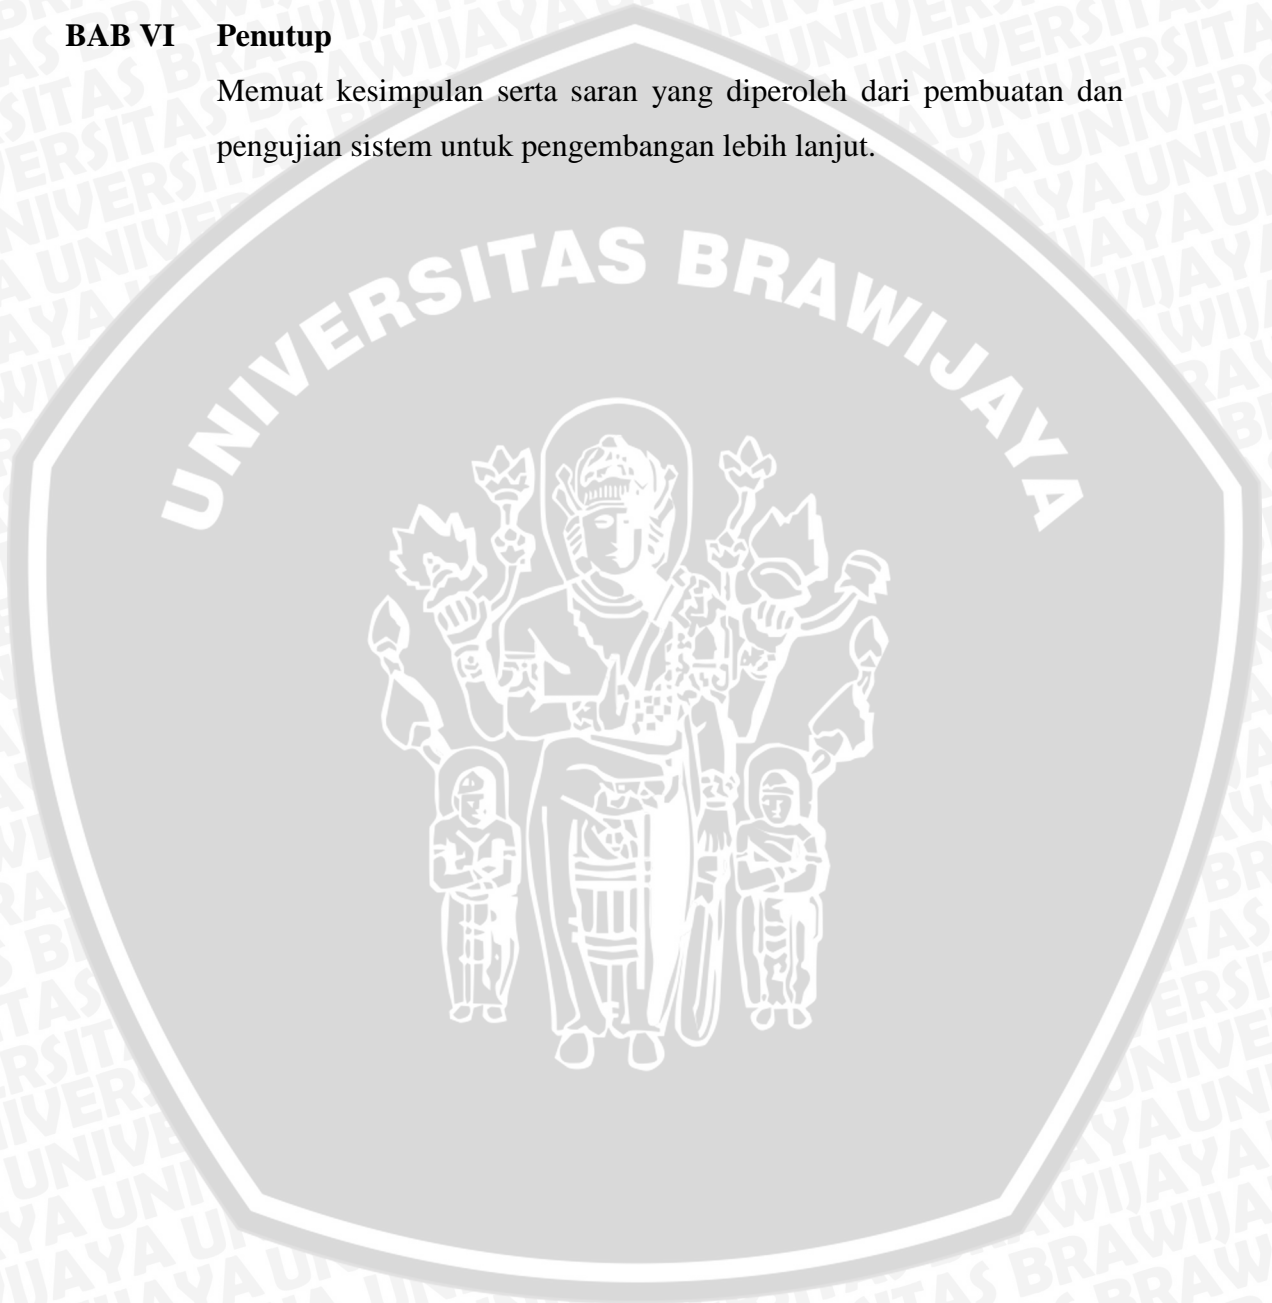 BAB VI Penutup
Memuat kesimpulan serta saran yang diperoleh dari pembuatan dan
pengujian sistem untuk pengembangan lebih lanjut.
UNIVERSITAS BRAWIJAYA